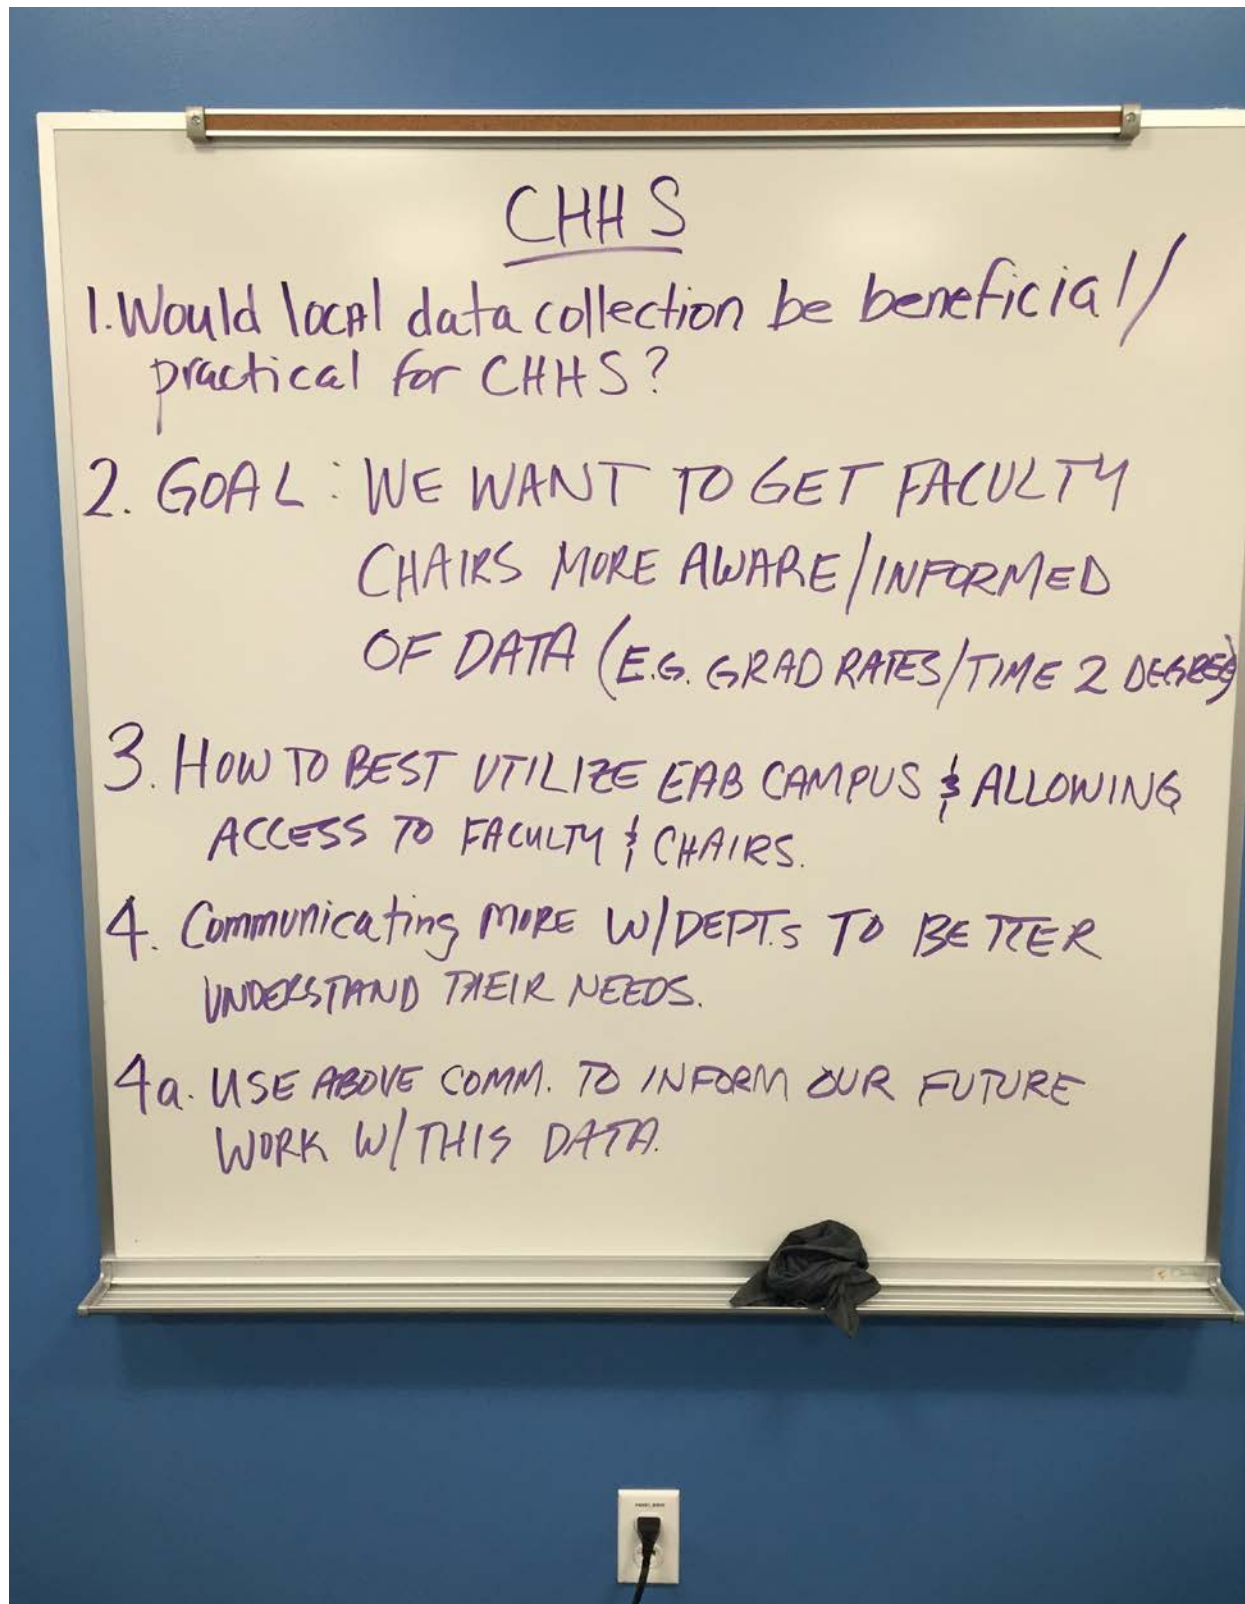 CHHS
1. Would local data collection be beneficial/
practical for CHHS?
2. GOAL: WE WANT TO GET FACULTY
CHAIRS MORE AWARE/INFORMED
OF DATA (E.G. GRAD RATES/TIME 2 DEGREE)
3. HOW TO BEST UTILIZE EAB CAMPUS & ALLOWING
ACCESS TO FACULTY & CHAIRS.
4. Communicating MORE W/DEPT.s TO BETTER
UNDERSTAND THEIR NEEDS.
4a. USE ABOVE COMM. TO INFORM OUR FUTURE
WORK W/THIS DATA.